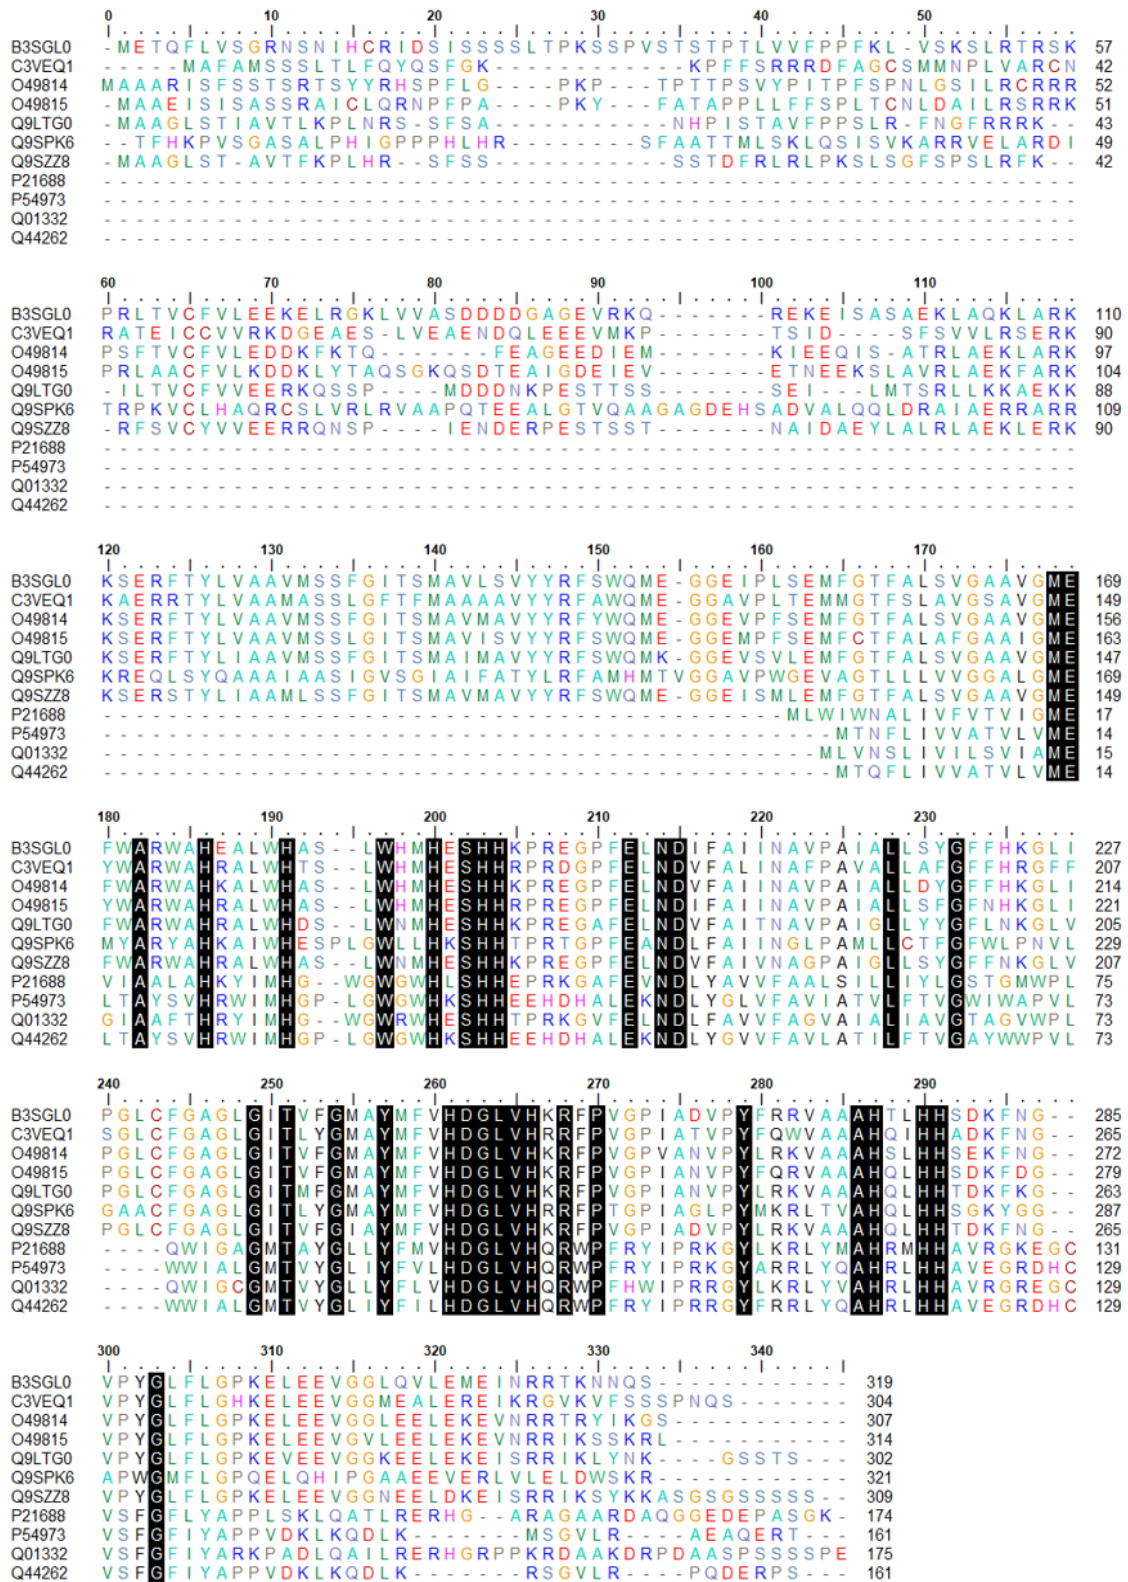 0 10 20 30 40 50
B3SGL0 -METQFLVSGRNSNIHCRIDSISSSSLTPKSSPVSTSTPTLVVFPPFKL-VSKSLRTRSK 57
C3VEQ1 -----MAFAMSSSLTLFQYQSFGK------------KPFFSRRRDFAGCSMMNPLVARCN 42
O49814 MAAARISFSSTSRTSYYRHSPFLG----PKP----TPTTPSVYPITPFSPNLGSILRCRRR 52
O49815 -MAAEISISASSRAICLQRNPFPA----PKY----FATAPPLLFFSPLTCNLDAILRSRRK 51
Q9LTG0 -MAAGLSTIAVTLKPLNRS-SFSA-----------NHPISTAVFPPSLR-FNGFRRRK-- 43
Q9SPK6 --TFHKPVSGASALPHIGPPPHLHR--------SFAATTMLSKLQSISVKARRVELARDI 49
Q9SZZ8 -MAAGLST-AVTFKPLHR--SFSS-----------SSTDFRLRLPKSLSGFSPSLRFK-- 42
P21688 ------------------------------------------------------------
P54973 ------------------------------------------------------------
Q01332 ------------------------------------------------------------
Q44262 ------------------------------------------------------------
60 70 80 90 100 110
B3SGL0 PRLTVCFVLEEKELRGKLVVASDDDDGAGEVRKQ-------REKEISASAEKLAQKLARK 110
C3VEQ1 RATEICCVVRKDGEAES-LVEAENDQLEEEVMKP-------TSID----SFSVVLRSERK 90
O49814 PSFTVCFVLEDDKFKTQ-------FEAGEEDIEM-------KIEEQIS-ATRLAEKLARK 97
O49815 PRLAACFVLKDDKLYTAQSGKQSDTEAIGDEIEV-------ETNEEKSLAVRLAEKFARK 104
Q9LTG0 -ILTVCFVVEERKQSSP----MDDDNKPESTTSS-------SEI---LMTSRLLKKAEKK 88
Q9SPK6 TRPKVCLHAQRCSLVRLRVAAPQTEEALGTVQAAGAGDEHSADVALQQLDRAIAERRARR 109
Q9SZZ8 -RFSVCYVVEERRQNSP----IENDERPESTSST-------NAIDAEYLALRLAEKLERK 90
P21688 ------------------------------------------------------------
P54973 ------------------------------------------------------------
Q01332 ------------------------------------------------------------
Q44262 ------------------------------------------------------------
120 130 140 150 160 170
B3SGL0 KSERFTYLVAAVMSSFGITSMAVLSVYYRFSWQME-GGEIPLSEMFGTFALSVGAAVGME 169
C3VEQ1 KAERRTYLVAAMASSLGFTFMAAAAVYYRFAWQME-GGAVPLTEMMGTFSLAVGSAVGME 149
O49814 KSERFTYLVAAVMSSFGITSMAVMAVYYRFYWQME-GGEVPFSEMFGTFALSVGAAVGME 156
O49815 KSERFTYLVAAVMSSLGITSMAVISVYYRFSWQME-GGEMPFSEMFCTFALAFGAAIGME 163
Q9LTG0 KSERFTYLIAAVMSSFGITSMAIMAVYYRFSWQMK-GGEVSVLEMFGTFALSVGAAVGME 147
Q9SPK6 KREQLSYQAAAIAASIGVSGIAIFATYLRFAMHMTVGGAVPWGEVAGTLLLVVGGALGME 169
Q9SZZ8 KSERSTYLIAAMLSSFGITSMAVMAVYYRFSWQME-GGEISMLEMFGTFALSVGAAVGME 149
P21688 -------------------------------------------MLWIWNALIVFVTVIGME 17
P54973 ----------------------------------------------MTNFLIVVATVLVME 14
Q01332 ---------------------------------------------MLVNSLIVILSVIAME 15
Q44262 ----------------------------------------------MTQFLIVVATVLVME 14
180 190 200 210 220 230
B3SGL0 FWARWAHEALWHAS--LWHMHESHHKPREGPFELNDIFAIINAVPAIALLSYGFFHKGLI 227
C3VEQ1 YWARWAHRALWHTS--LWHMHESHHKPRDGPFELNDVFALINAFPAIALLAFGFFHRGFF 207
O49814 FWARWAHKALWHAS--LWHMHESHHKPREGPFELNDVFAIINAVPAIALLDYGFFHKGLI 214
O49815 YWARWAHRALWHAS--LWHMHESHHRPREGPFELNDIFAIINAVPAIALLSFGFNHKGLI 221
Q9LTG0 FWARWAHRALWHDS--LWNMHESHHKPREGAFELNDVFAITNAVPAIGLLYYGFLNKGLV 205
Q9SPK6 MYARYAHKAIWHESPLGWLLHKSHHTPRTGPFEANDLFAIINGLPAMLLCTFGFWLPNVL 229
Q9SZZ8 FWARWAHRALWHAS--LWNMHESHHKPREGPFELNDVFAIVNAGPAIGLLSYGFFNKGLV 207
P21688 VIAALAHKYIMHG--WGWGWHLSHHEPRKGAFEVNDLYAVVFAALSILLIYLGSTGMWPL 75
P54973 LTAYSVHRWIMHGP-LGWGWHKSHHEEHDHALEKNDLYGLVFAVIATVLFTVGWIWAPVL 73
Q01332 GIAAFTHRYIMHG--WGWRWHESHHTPRKGVFELNDLFAVVFAGVAIALIAVGTAGVWPL 73
Q44262 LTAYSVHRWIMHGP-LGWGWHKSHHEEHDHALEKNDLYGVVFAVLATILFTVGAYWWPVL 73
240 250 260 270 280 290
B3SGL0 PGLCFGAGLGITVFGMAYMFVHDGLVHKRFPVGPIADVPYFRRVAAAHTLHHSDKFNG-- 285
C3VEQ1 SGLCFGAGLGITLYGMAYMFVHDGLVHRRFPVGPIATVPYFQWVAAAHQIHHADKFNG-- 265
O49814 PGLCFGAGLGITVFGMAYMFVHDGLVHKRFPVGPVANVPYLRKVAAAHSLHHSEKFNG-- 272
O49815 PGLCFGAGLGITVFGMAYMFVHDGLVHKRFPVGPIANVPYFQRVAAAHQLHHSDKFDG-- 279
Q9LTG0 PGLCFGAGLGITMFGMAYMFVHDGLVHKRFPVGPIANVPYLRKVAAAHQLHHTDKFKG-- 263
Q9SPK6 GAACFGAGLGITLYGMAYMFVHDGLVHRRFPTGPIAGLPYMKRLTVAHQLHHSGKYGG-- 287
Q9SZZ8 PGLCFGAGLGITVFGIAYMFVHDGLVHKRFPVGPIADVPYLRKVAAAHQLHHTDKFNG-- 265
P21688 ----QWIGAGMTAYGLLYFMVHDGLVHQRWPFRYIPRKGYLKRLYMAHRMHHAVRGKEGC 131
P54973 ----WWIALGMTVYGLIYFVLHDGLVHQRWPFRYIPRKGYARRLYQAHRLHHAVEGRDHC 129
Q01332 ----QWIGCGMTVYGLLYFLVHDGLVHQRWPFHWIPRRGYLKRLYVAHRLHHAVRGREGC 129
Q44262 ----WWIALGMTVYGLIYFILHDGLVHQRWPFRYIPRRGYFRRLYQAHRLHHAVEGRDHC 129
300 310 320 330 340
B3SGL0 VPYGLFLGPKELEEVGGLQVLEMEINRRTKNNQS------------ 319
C3VEQ1 VPYGLFLGHKELEEVGGMEALEREIKRRGVKVFSSSPNQS------- 304
O49814 VPYGLFLGPKELEEVGGLEELEKEVNRRTRYIKGS----------- 307
O49815 VPYGLFLGPKELEEVGVLEELEKEVNRRIKSSKRL----------- 314
Q9LTG0 VPYGLFLGPKEVEEVGGKEELEKEISRRIKLYNK----GSSTS-- 302
Q9SPK6 APWGMFLGPQELQHIPGAAEEVERLVLELDWSKR------------ 321
Q9SZZ8 VPYGLFLGPKELEEVGGNEELDKEISRRIKSYKKASGSGSSSSS-- 309
P21688 VSFGFLYAPPLSKLQATLRERHG--ARAGAARDAQGGEDEPASGK- 174
P54973 VSFGFIYAPPVDKLKQDLK-------MSGVLR----AEAQERT--- 161
Q01332 VSFGFIYARKPADLQAILRERHGRPPKRDAAKDRPDAASPSSSSPE 175
Q44262 VSFGFIYAPPVDKLKQDLK-------RSGVLR----PQDERPS--- 161